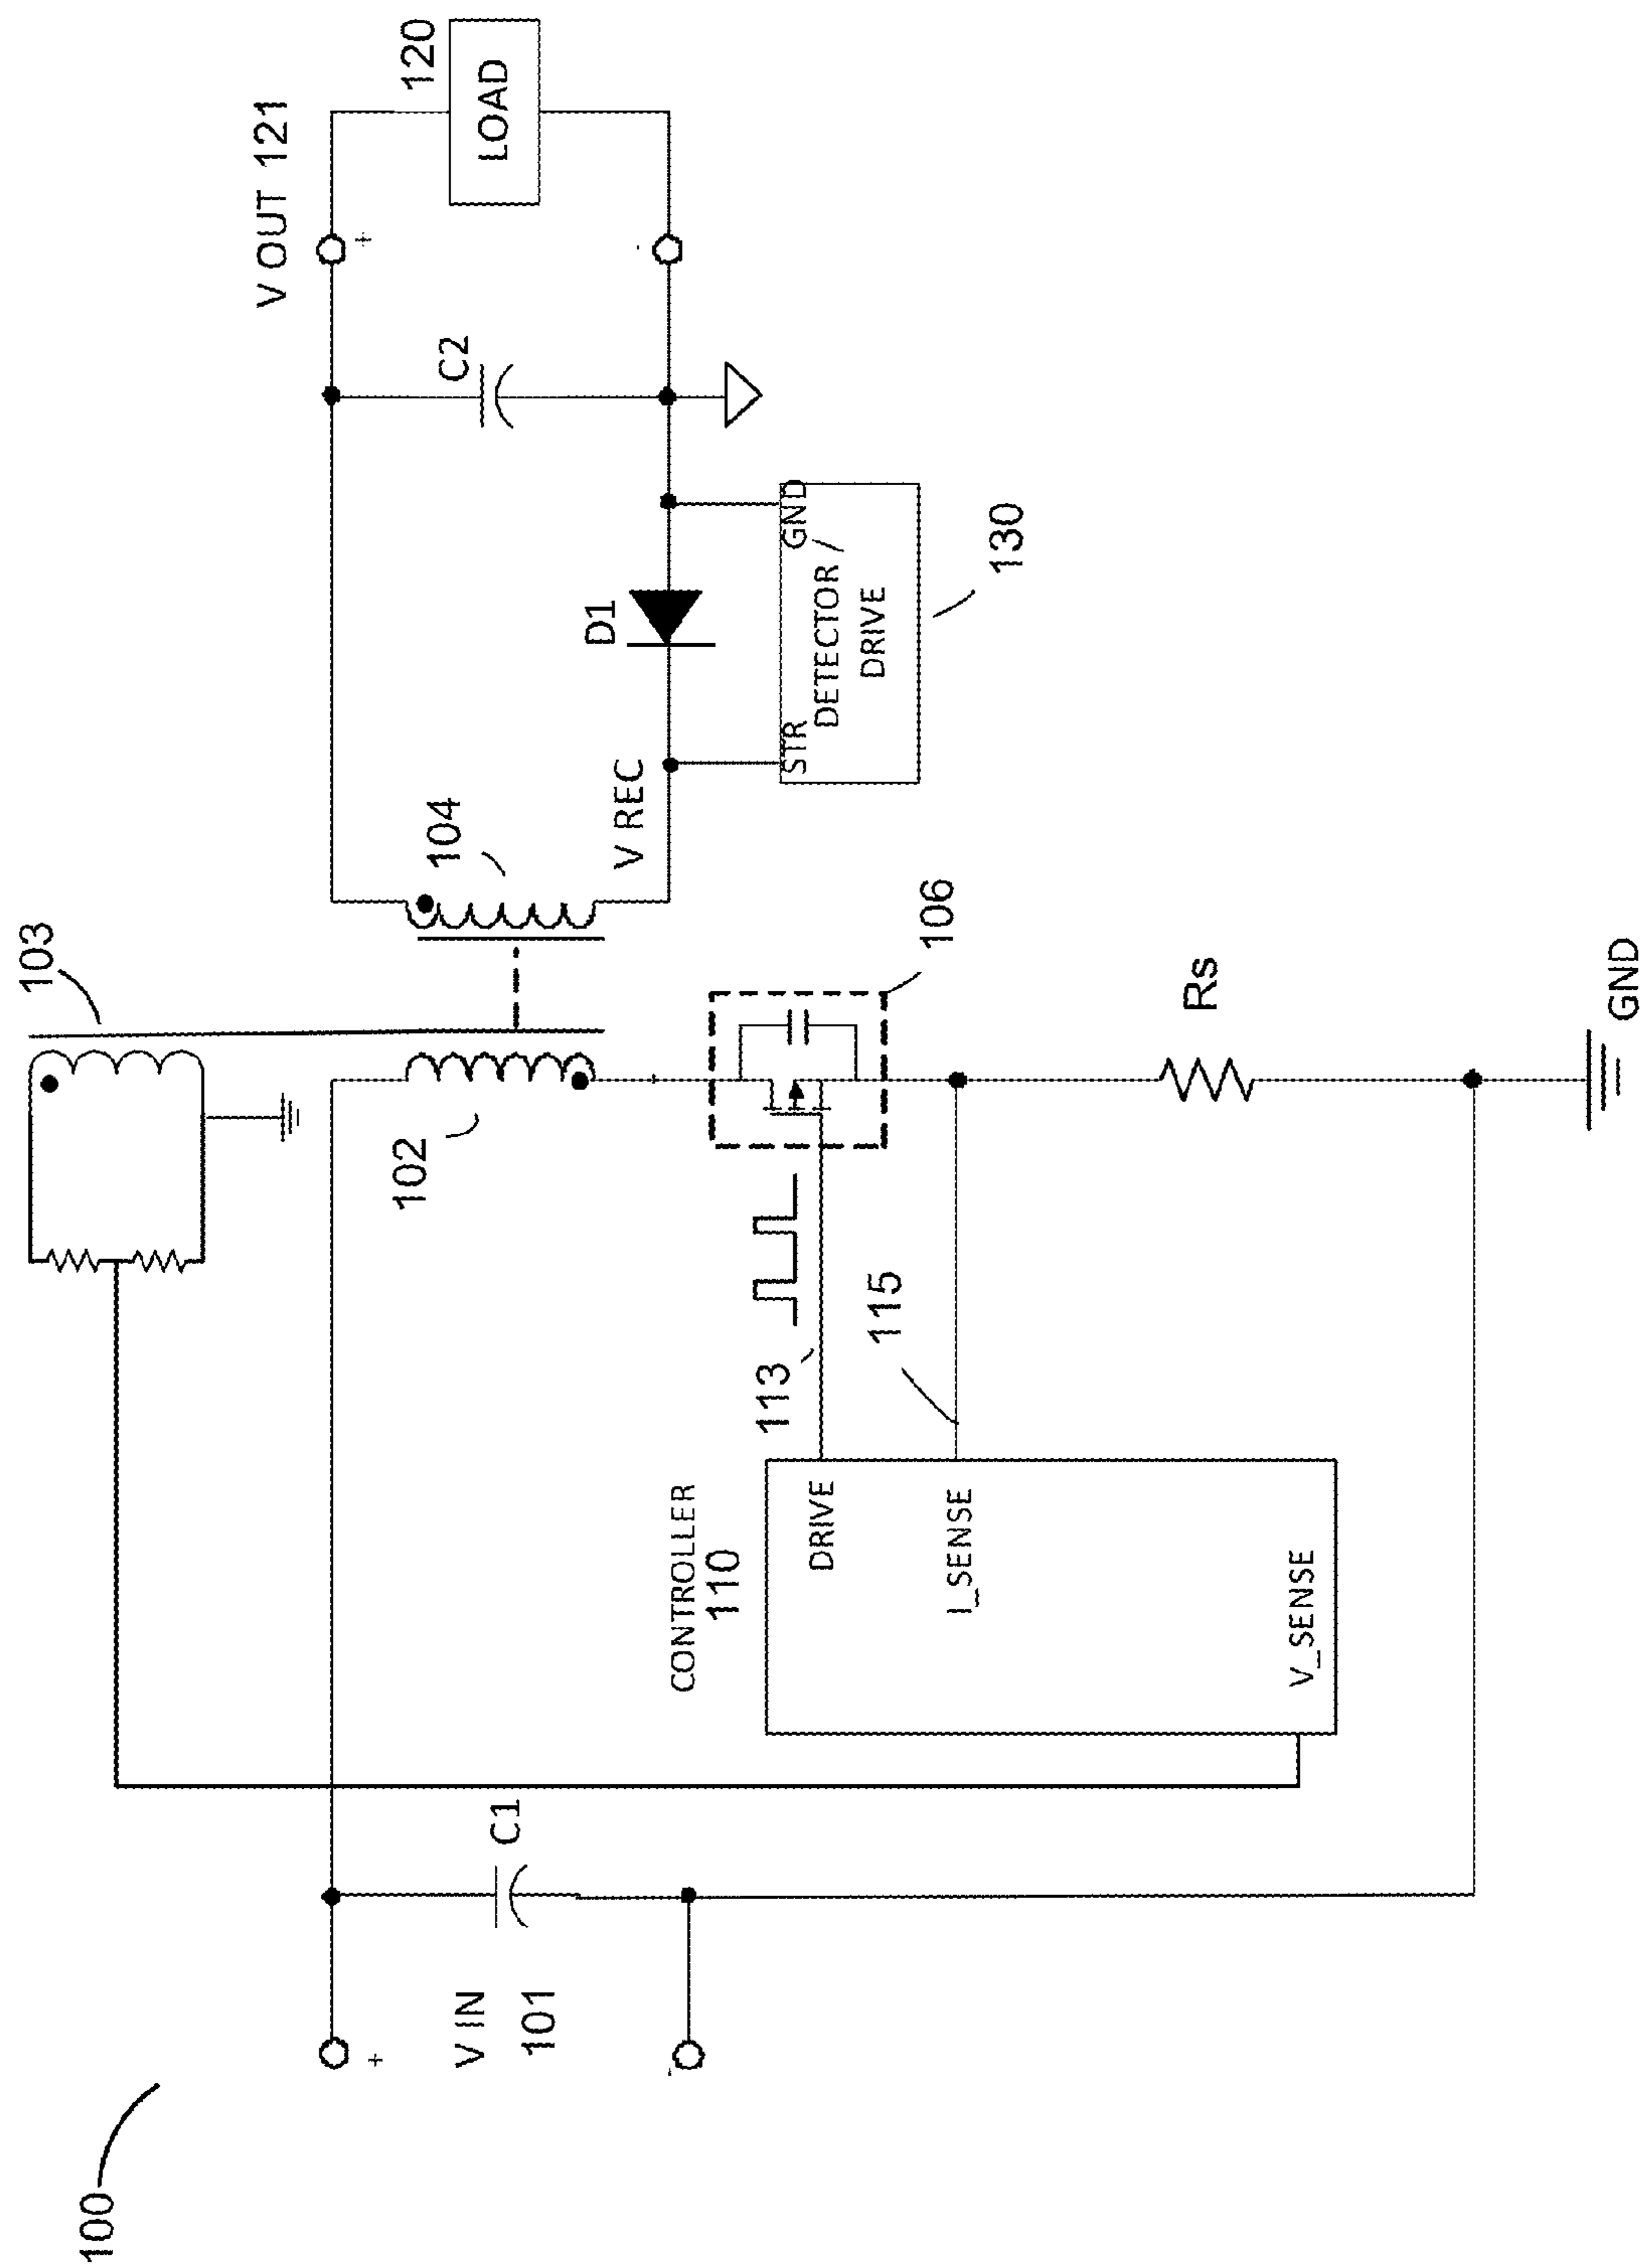 100
V IN
101
+
-
C1
CONTROLLER
110
DRIVE
I_SENSE
V_SENSE
113
115
102
103
104
106
Rs
GND
V REC
D1
STR
GND
DETECTOR /
DRIVE
130
C2
V OUT 121
+
-
120
LOAD